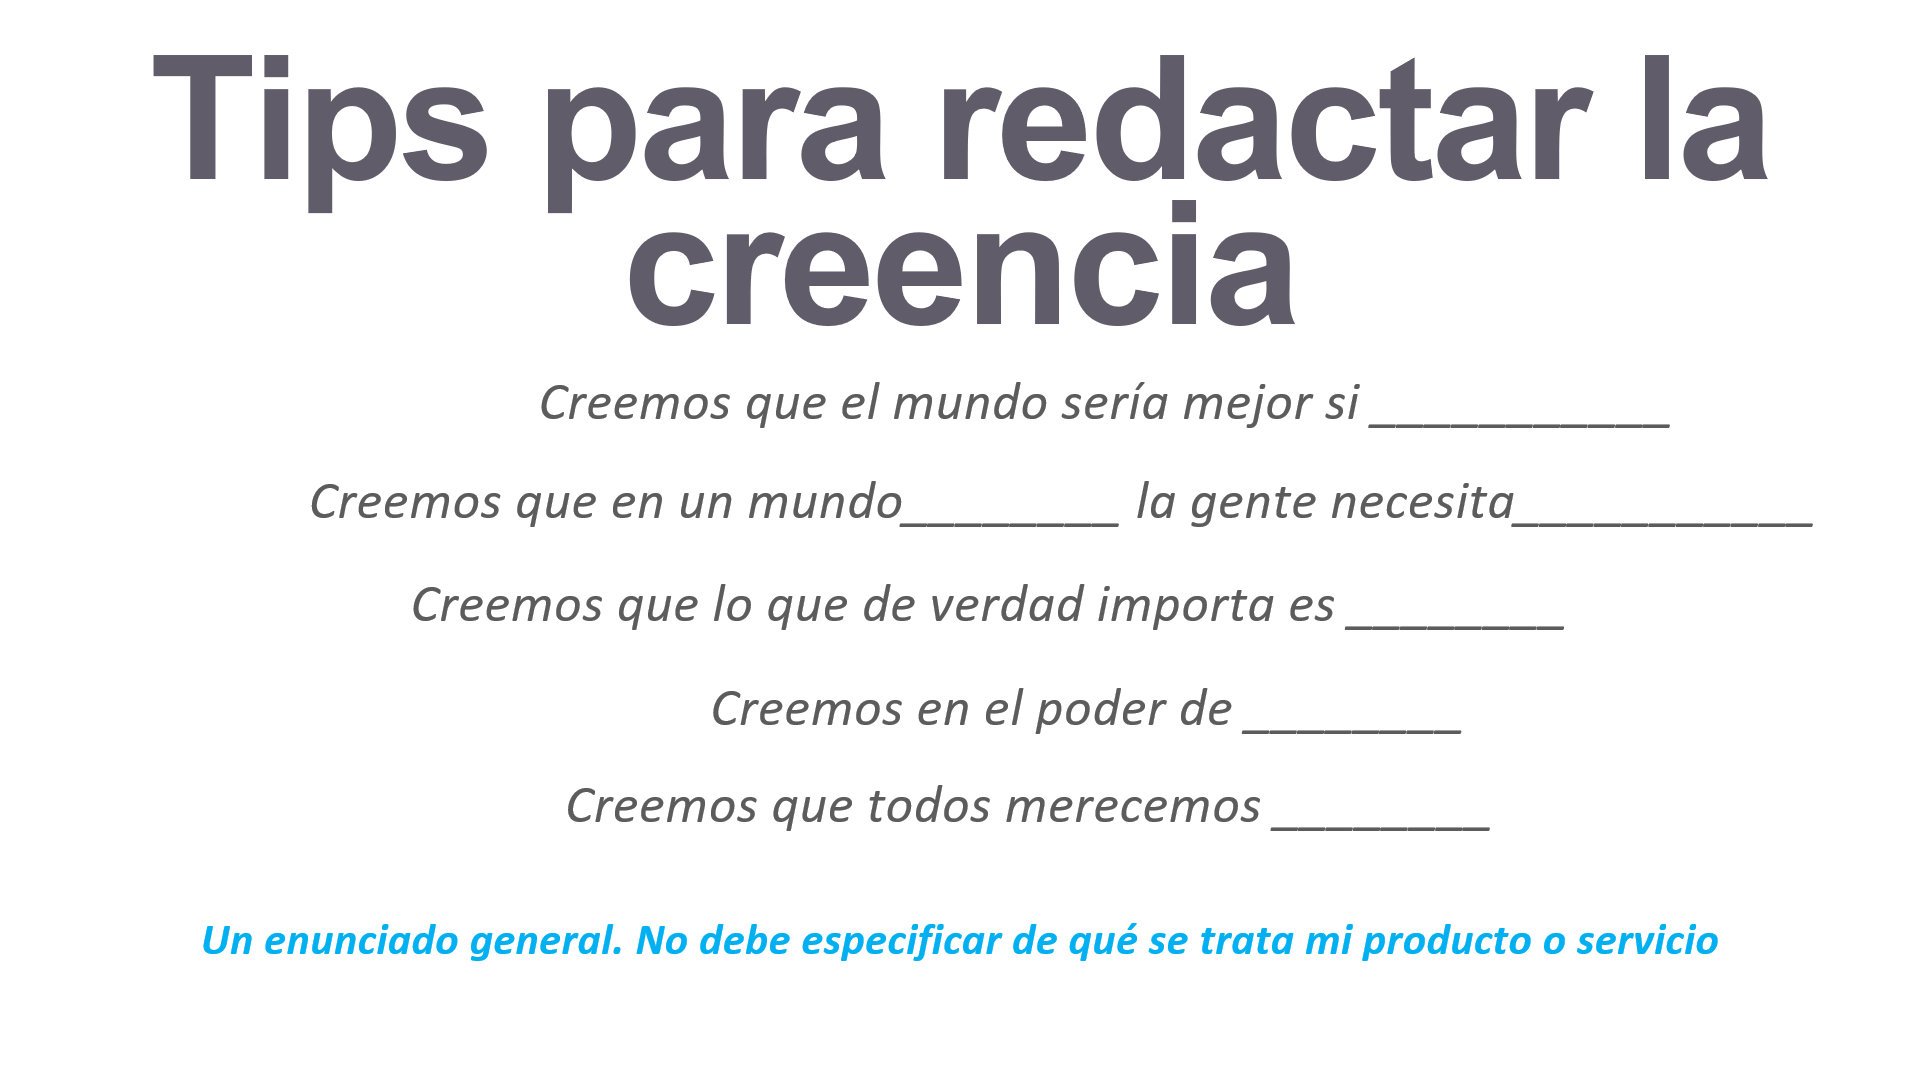 Tips para redactar la
creencia
Creemos que el mundo sería mejor si ___________
Creemos que en un mundo________ la gente necesita___________
Creemos que lo que de verdad importa es ________
Creemos en el poder de ________
Creemos que todos merecemos ________
Un enunciado general. No debe especificar de qué se trata mi producto o servicio